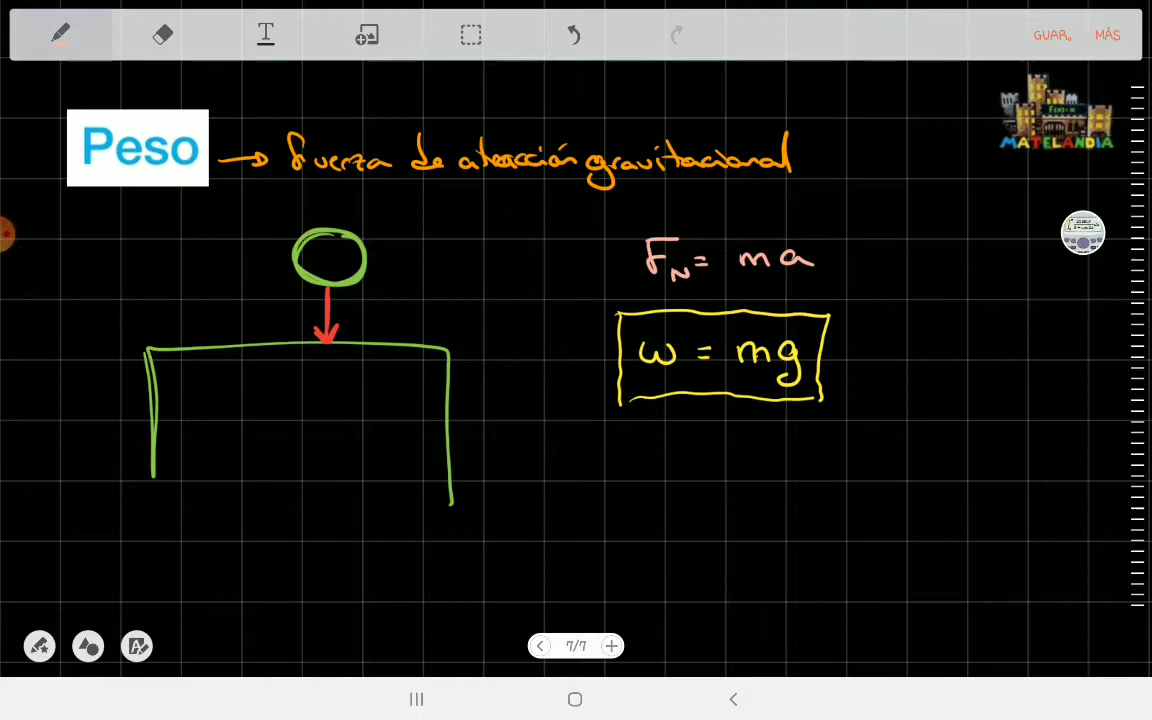 GUAR. MÁS
MATELANDIA
Peso → fuerza de atracción gravitacional
F_N = ma
w = mg
7/7